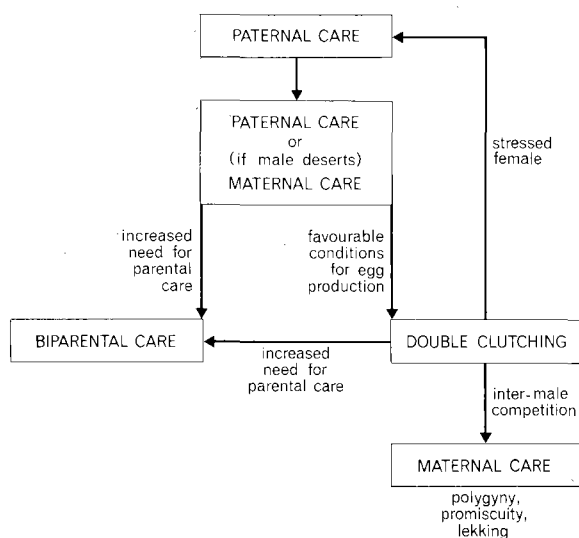 PATERNAL CARE
PATERNAL CARE
or
(if male deserts)
MATERNAL CARE
stressed
female
increased
need for
parental
care
favourable
conditions
for egg
production
BIPARENTAL CARE
increased
need for
parental care
DOUBLE CLUTCHING
inter-male
competition
MATERNAL CARE
polygyny,
promiscuity,
lekking